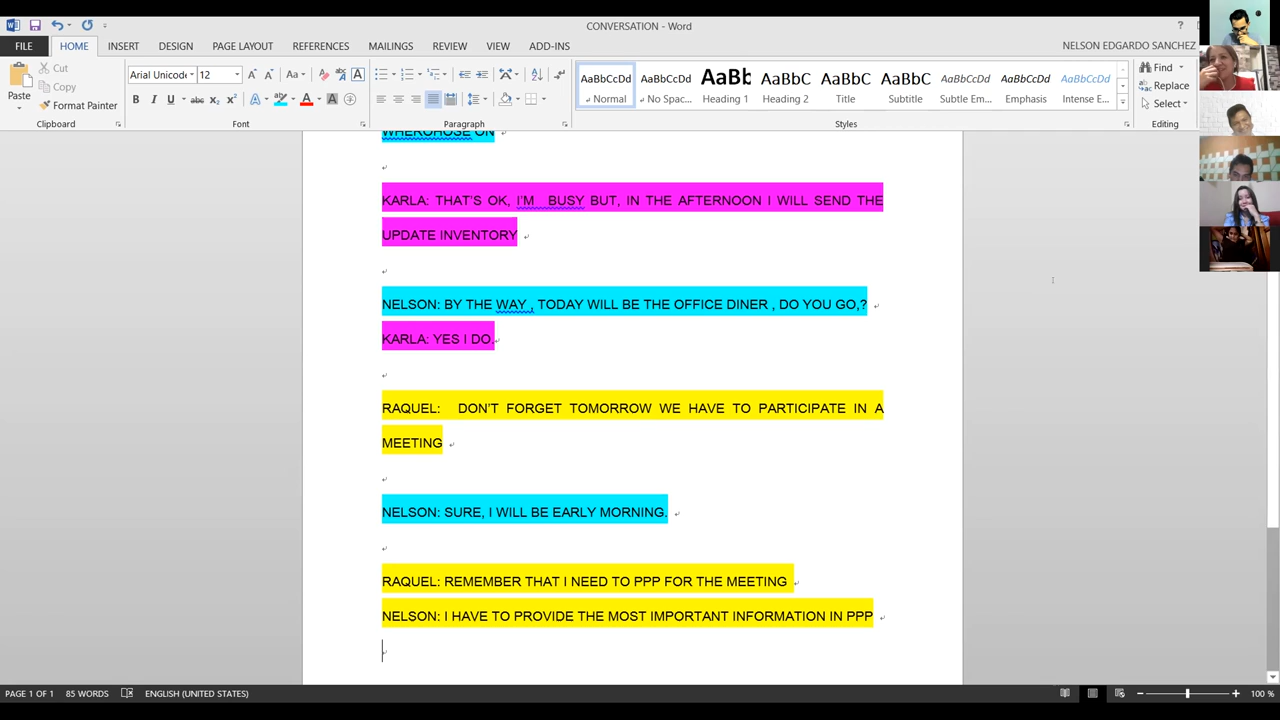 CONVERSATION - Word
?
FILE HOME INSERT DESIGN PAGE LAYOUT REFERENCES MAILINGS REVIEW VIEW ADD-INS
NELSON EDGARDO SANCHEZ
Paste
Cut
Copy
Format Painter
Clipboard
Arial Unicode 12
Font
Paragraph
AaBbCcDd AaBbCcDd AaBb AaBbC AaBbC AaBbC AaBbCcDd AaBbCcDd AaBbCcDd
Normal No Spac... Heading 1 Heading 2 Title Subtitle Subtle Em... Emphasis Intense E...
Styles
Find
Replace
Select
Editing
WHEROHOSE ON
KARLA: THAT'S OK, I'M BUSY BUT, IN THE AFTERNOON I WILL SEND THE
UPDATE INVENTORY
NELSON: BY THE WAY , TODAY WILL BE THE OFFICE DINER , DO YOU GO,?
KARLA: YES I DO.
RAQUEL: DON'T FORGET TOMORROW WE HAVE TO PARTICIPATE IN A
MEETING
NELSON: SURE, I WILL BE EARLY MORNING.
RAQUEL: REMEMBER THAT I NEED TO PPP FOR THE MEETING
NELSON: I HAVE TO PROVIDE THE MOST IMPORTANT INFORMATION IN PPP
PAGE 1 OF 1 85 WORDS ENGLISH (UNITED STATES) 100 %